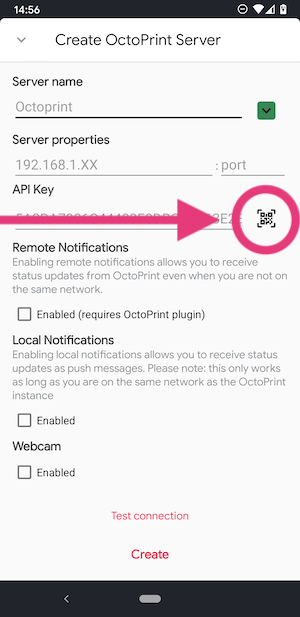 14:56
Create OctoPrint Server
Server name
Octoprint
Server properties
192.168.1.XX : port
API Key
Remote Notifications
Enabling remote notifications allows you to receive
status updates from OctoPrint even when you are not on
the same network.
Enabled (requires OctoPrint plugin)
Local Notifications
Enabling local notifications allows you to receive status
updates as push messages. Please note: this only works
as long as you are on the same network as the OctoPrint
instance
Enabled
Webcam
Enabled
Test connection
Create